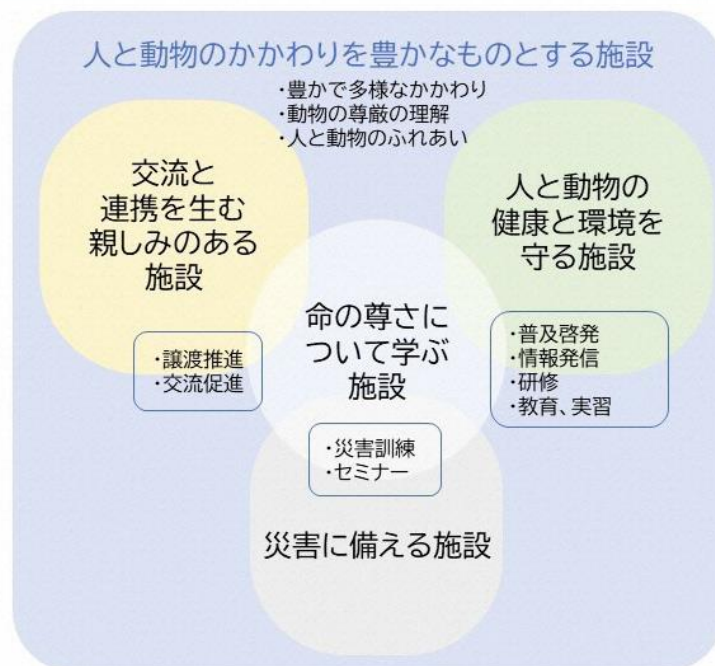 人と動物のかかわりを豊かなものとする施設
・豊かで多様なかかわり
・動物の尊厳の理解
・人と動物のふれあい
交流と
連携を生む
親しみのある
施設
人と動物の
健康と環境を
守る施設
命の尊さに
ついて学ぶ
施設
・譲渡推進
・交流促進
・普及啓発
・情報発信
・研修
・教育、実習
・災害訓練
・セミナー
災害に備える施設